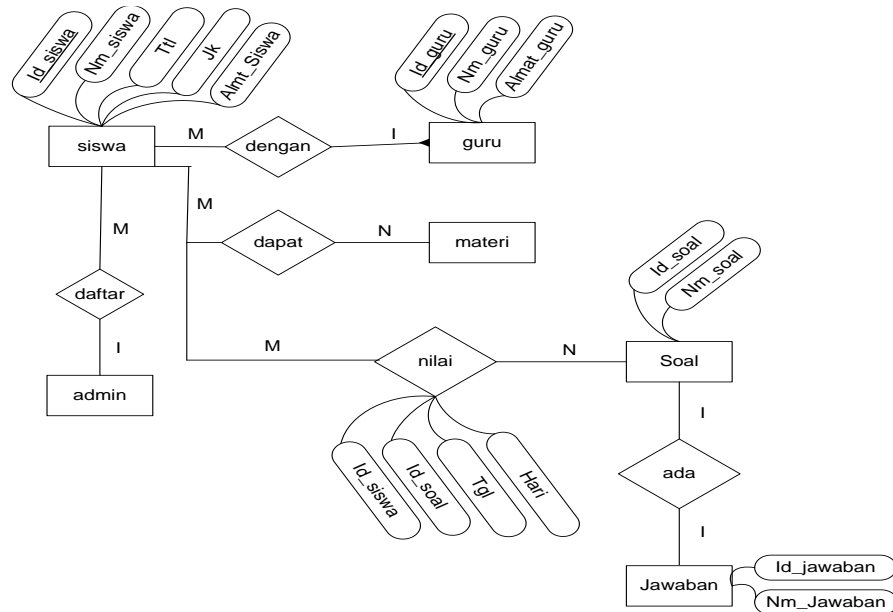 Id_siswa
Nm_siswa
Ttl
Jk
Almt_Siswa
Id_guru
Nm_guru
Almat_guru
siswa
M
dengan
I
guru
M
M
dapat
N
materi
Id_soal
Nm_soal
daftar
I
admin
M
nilai
N
Soal
Id_siswa
Id_soal
Tgl
Hari
I
ada
I
Jawaban
Id_jawaban
Nm_Jawaban